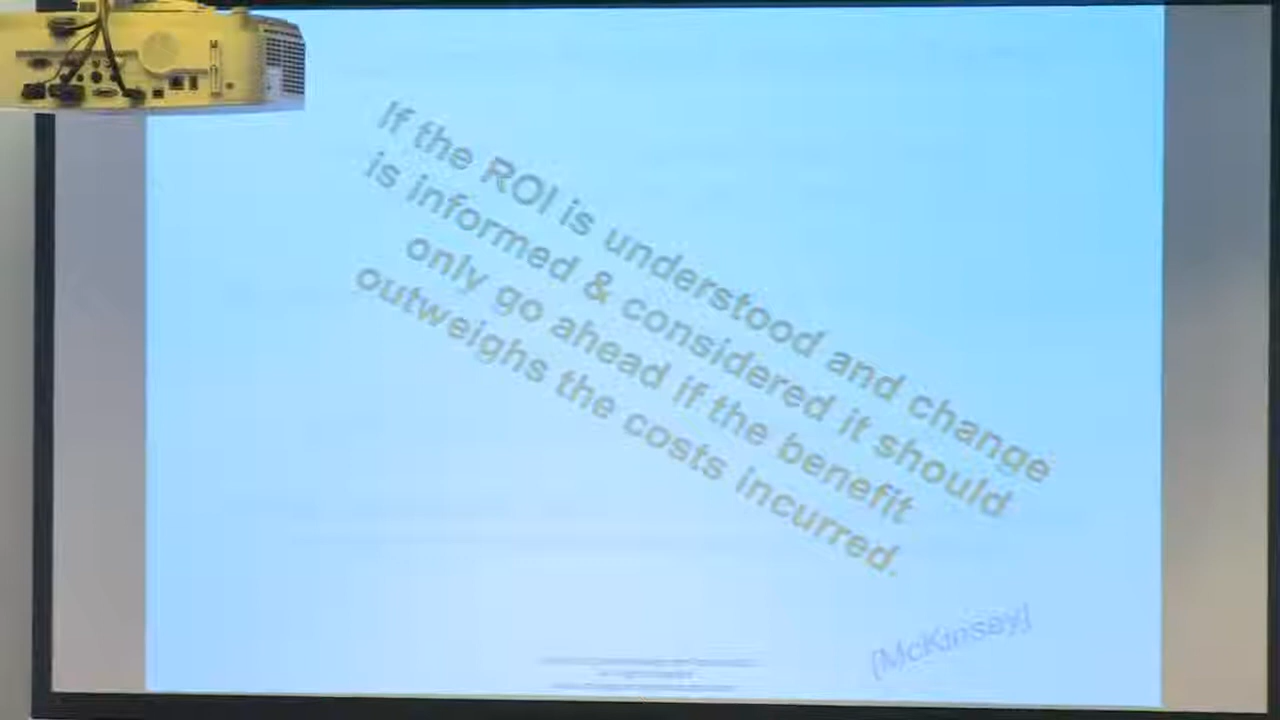 If the ROI is understood and change
is informed & considered it should
only go ahead if the benefit
outweighs the costs incurred.
[McKinsey]